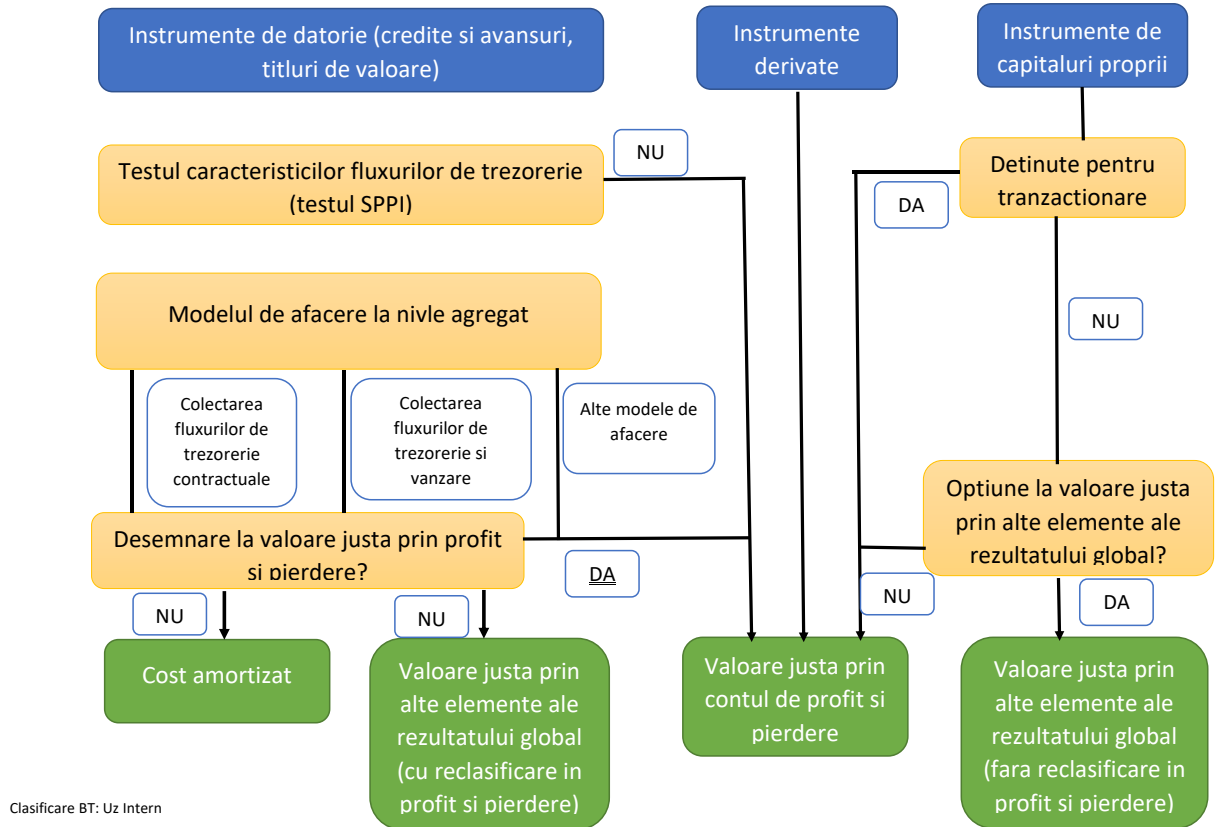 Instrumente de datorie (credite si avansuri,
titluri de valoare)
Instrumente
derivate
Instrumente de
capitaluri proprii
NU
Testul caracteristicilor fluxurilor de trezorerie
(testul SPPI)
Detinute pentru
tranzactionare
DA
Modelul de afacere la nivle agregat
NU
Colectarea
fluxurilor de
trezorerie
contractuale
Colectarea
fluxurilor de
trezorerie si
vanzare
Alte modele de
afacere
Optiune la valoare justa
prin alte elemente ale
rezultatului global?
Desemnare la valoare justa prin profit
si pierdere?
DA
NU
DA
NU
NU
Cost amortizat
Valoare justa prin
alte elemente ale
rezultatului global
(cu reclasificare in
profit si pierdere)
Valoare justa prin
contul de profit si
pierdere
Valoare justa prin
alte elemente ale
rezultatului global
(fara reclasificare in
profit si pierdere)
Clasificare BT: Uz Intern